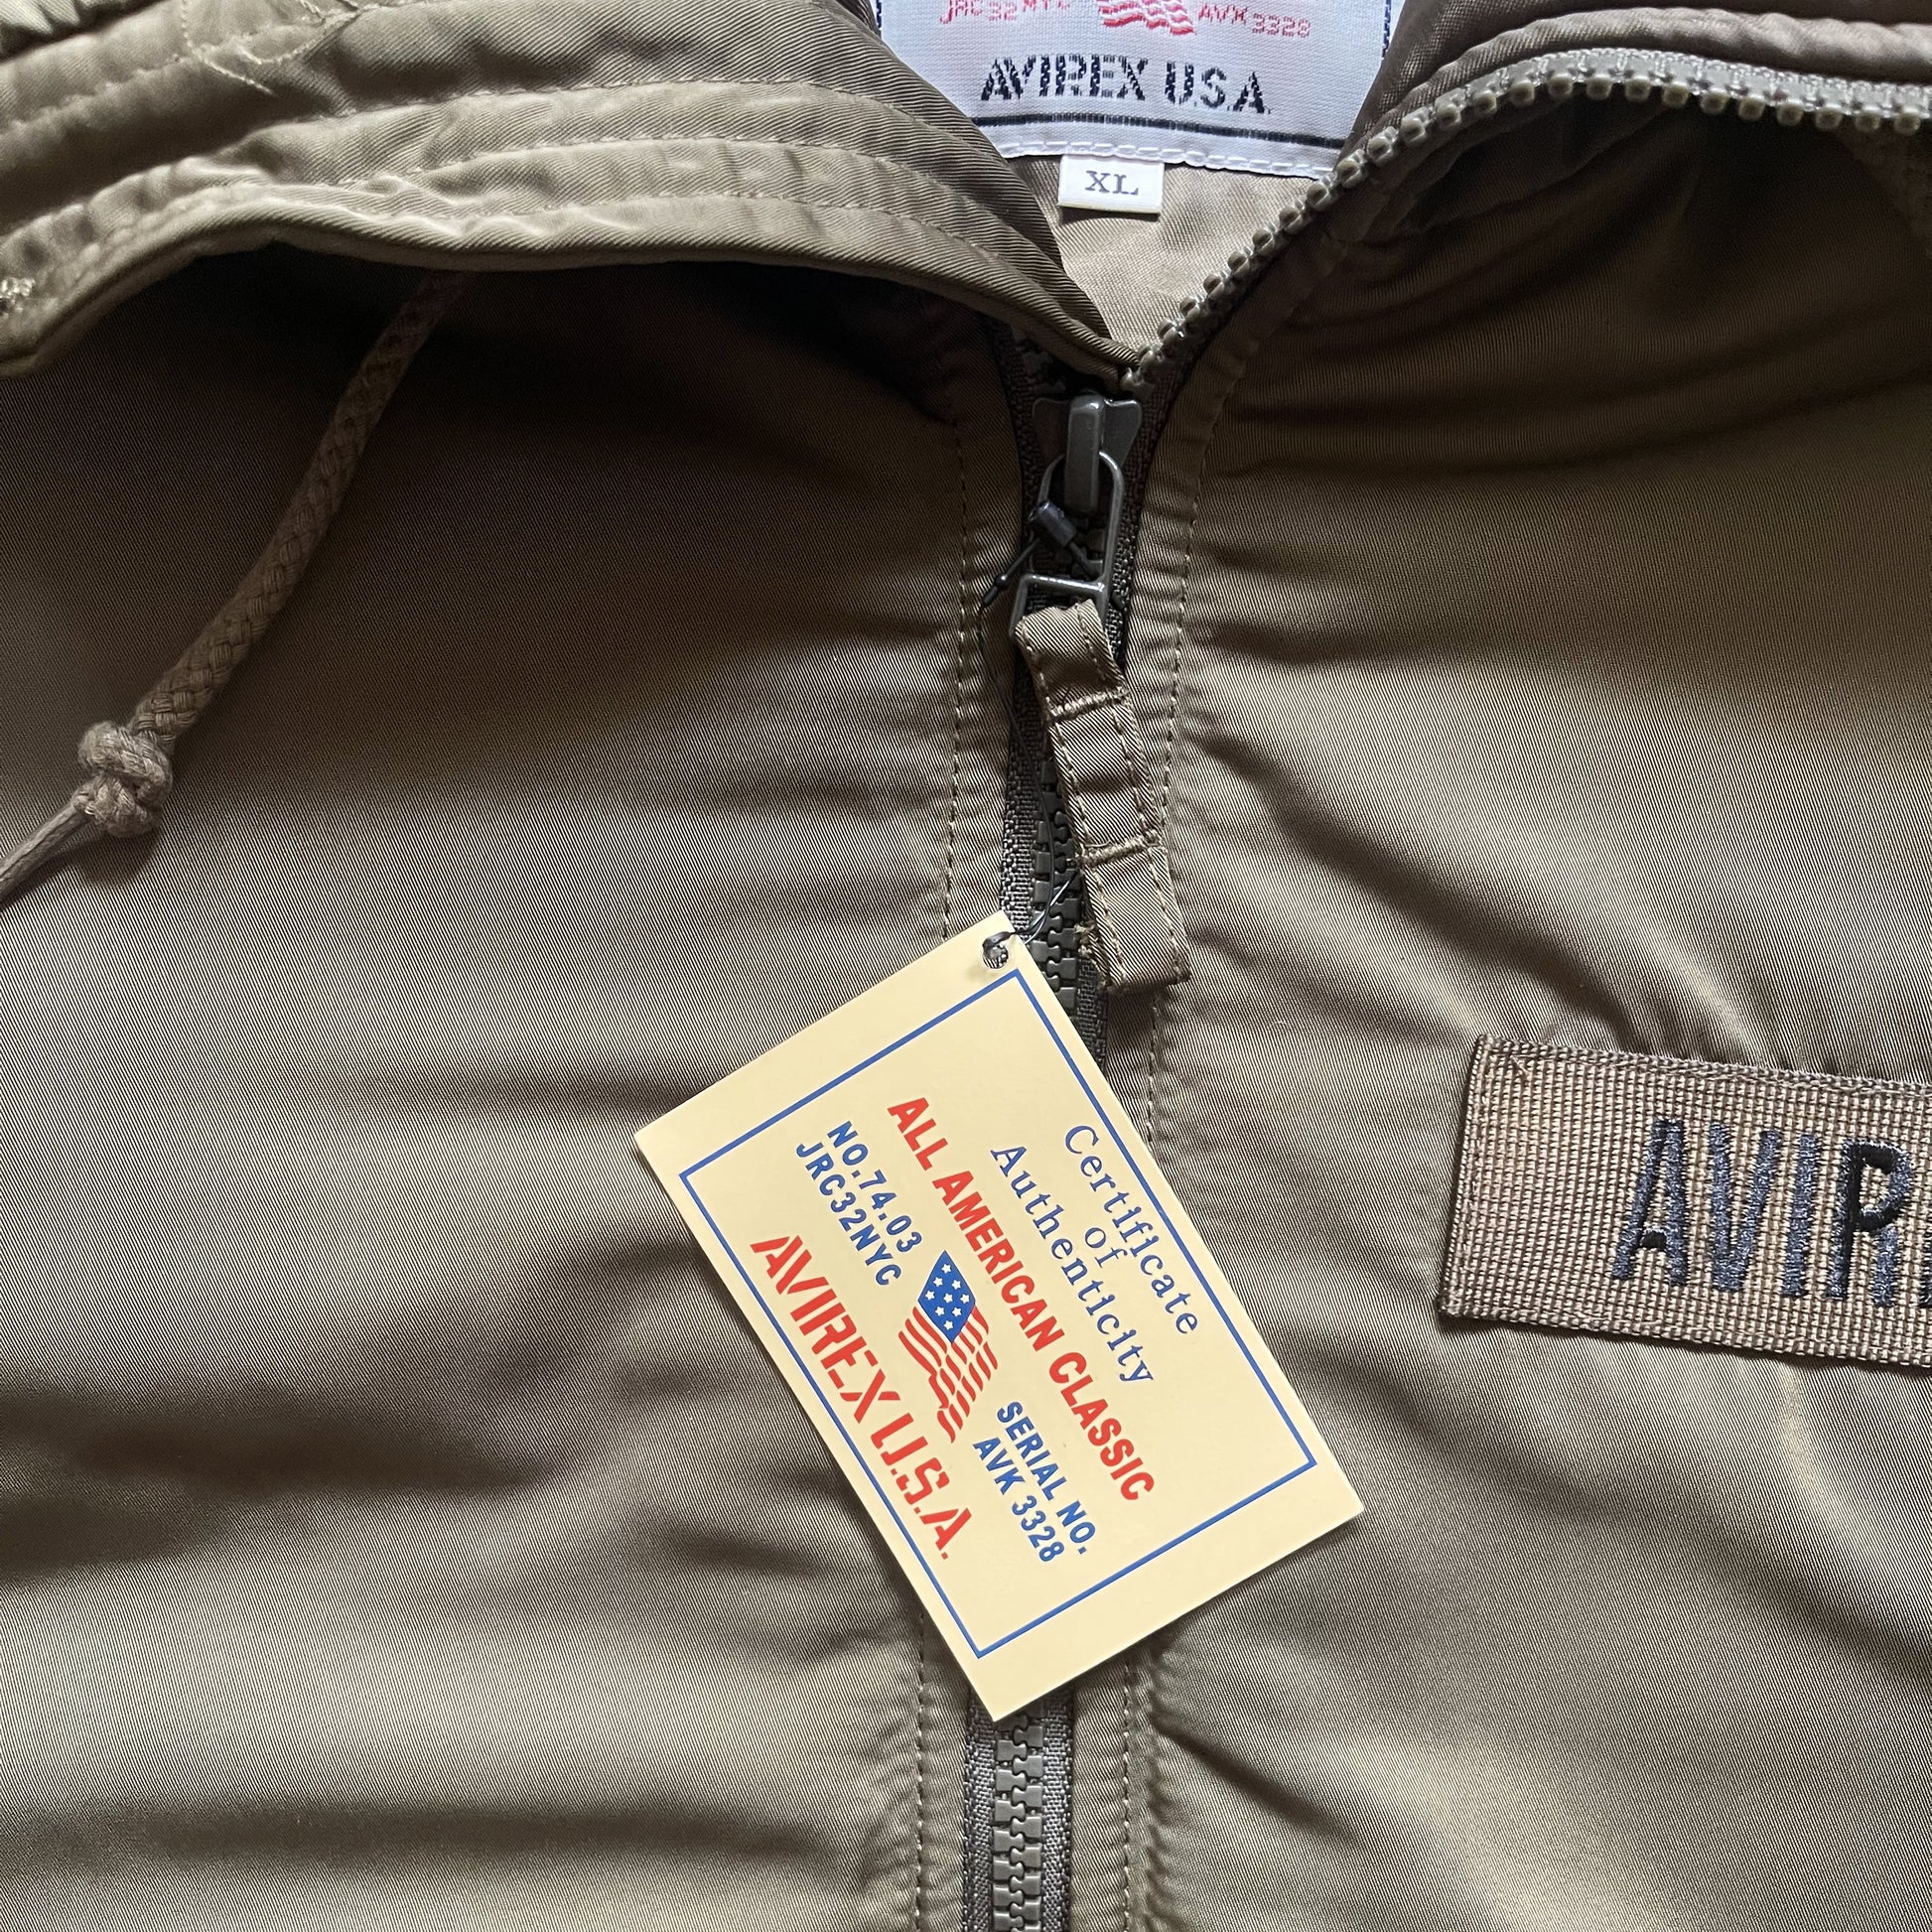 JRC32NYC
AVX 3328
AVIREX U.S.A
XL
Certificate
of
Authenticity
ALL AMERICAN CLASSIC
NO.74.03
JRC32NYC
SERIAL NO.
AVK 3328
AVIREX U.S.A.
AVIR